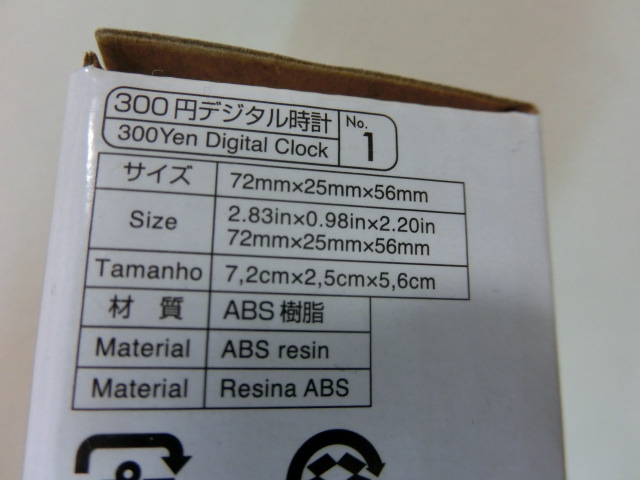 300円デジタル時計
300Yen Digital Clock
No.
1
サイズ 72mm×25mm×56mm
Size 2.83in×0.98in×2.20in
72mm×25mm×56mm
Tamanho 7,2cm×2,5cm×5,6cm
材 質 ABS樹脂
Material ABS resin
Material Resina ABS